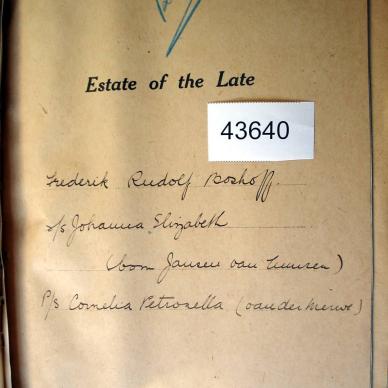 Estate of the Late
43640
Frederik Rudolf Boshoff
s/s Johanna Elizabeth
(born Jansen van Vuuren)
P/s Cornelia Petronella (van der Merwe)